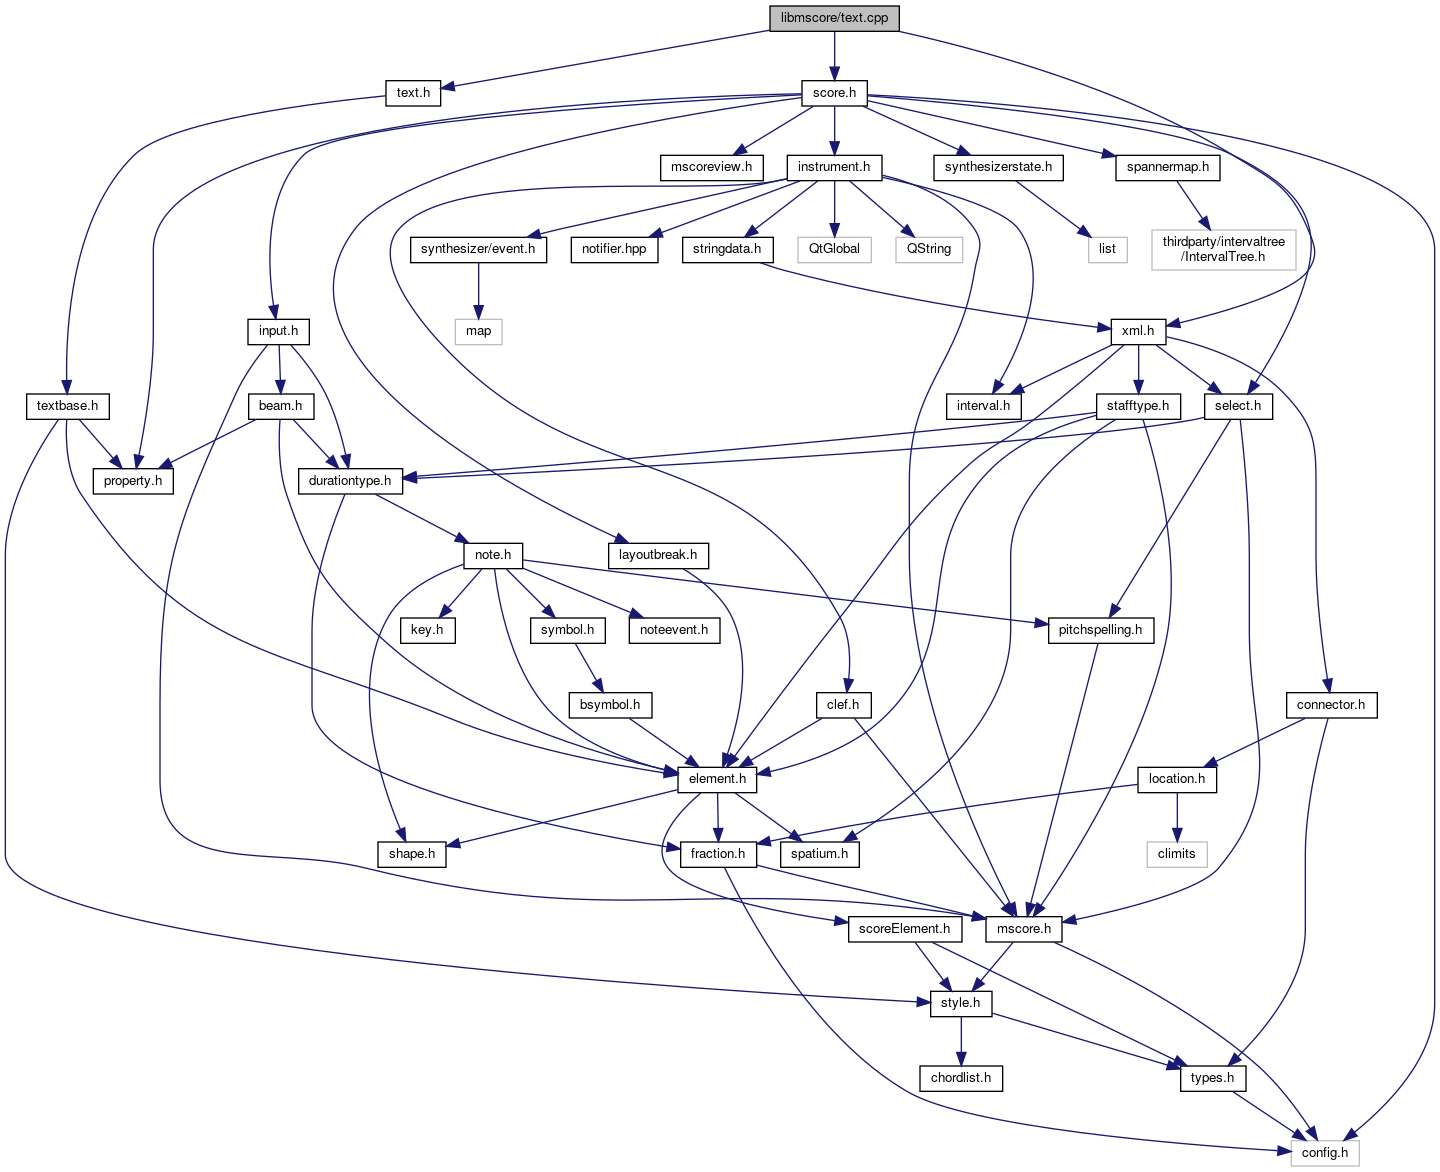 libmscore/text.cpp
text.h
score.h
mscoreview.h
instrument.h
synthesizerstate.h
spannermap.h
synthesizer/event.h
notifier.hpp
stringdata.h
QtGlobal
QString
list
thirdparty/intervaltree
/IntervalTree.h
input.h
map
xml.h
textbase.h
beam.h
interval.h
stafftype.h
select.h
property.h
durationtype.h
note.h
layoutbreak.h
key.h
symbol.h
noteevent.h
pitchspelling.h
bsymbol.h
clef.h
connector.h
element.h
location.h
shape.h
fraction.h
spatium.h
climits
scoreElement.h
mscore.h
style.h
chordlist.h
types.h
config.h